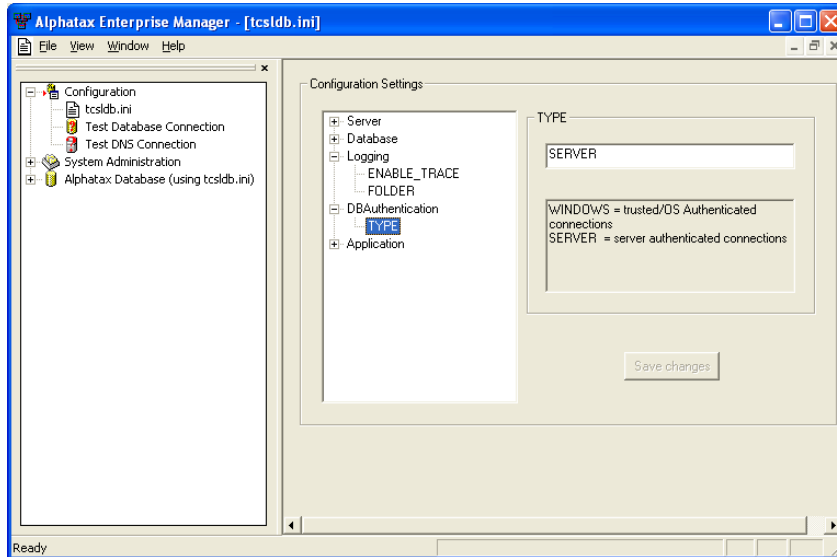 Alphatax Enterprise Manager - [tcsldb.ini]
File View Window Help
Configuration
tcsldb.ini
Test Database Connection
Test DNS Connection
System Administration
Alphatax Database (using tcsldb.ini)
Configuration Settings
Server
Database
Logging
ENABLE_TRACE
FOLDER
DBAuthentication
TYPE
Application
TYPE
SERVER
WINDOWS = trusted/OS Authenticated
connections
SERVER = server authenticated connections
Save changes
Ready